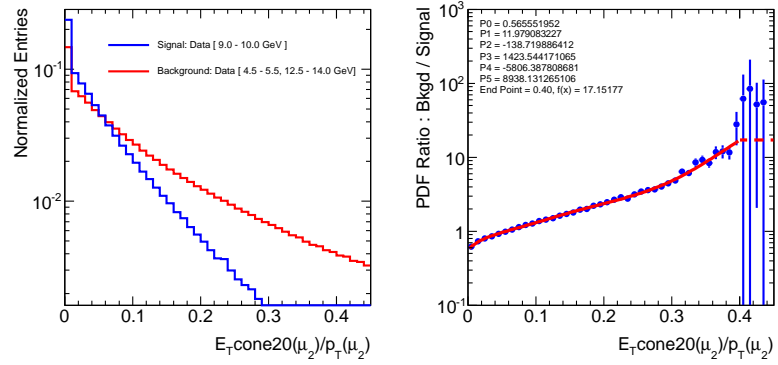 Normalized Entries
10⁻¹
10⁻²
Signal: Data [ 9.0 - 10.0 GeV ]
Background: Data [ 4.5 - 5.5, 12.5 - 14.0 GeV]
0 0.1 0.2 0.3 0.4
E_Tcone20(μ_2)/p_T(μ_2)
PDF Ratio : Bkgd / Signal
10³
10²
10
1
10⁻¹
P0 = 0.565551952
P1 = 11.979083227
P2 = -138.719886412
P3 = 1423.544171065
P4 = -5806.387808681
P5 = 8938.131265106
End Point = 0.40, f(x) = 17.15177
0 0.1 0.2 0.3 0.4
E_Tcone20(μ_2)/p_T(μ_2)